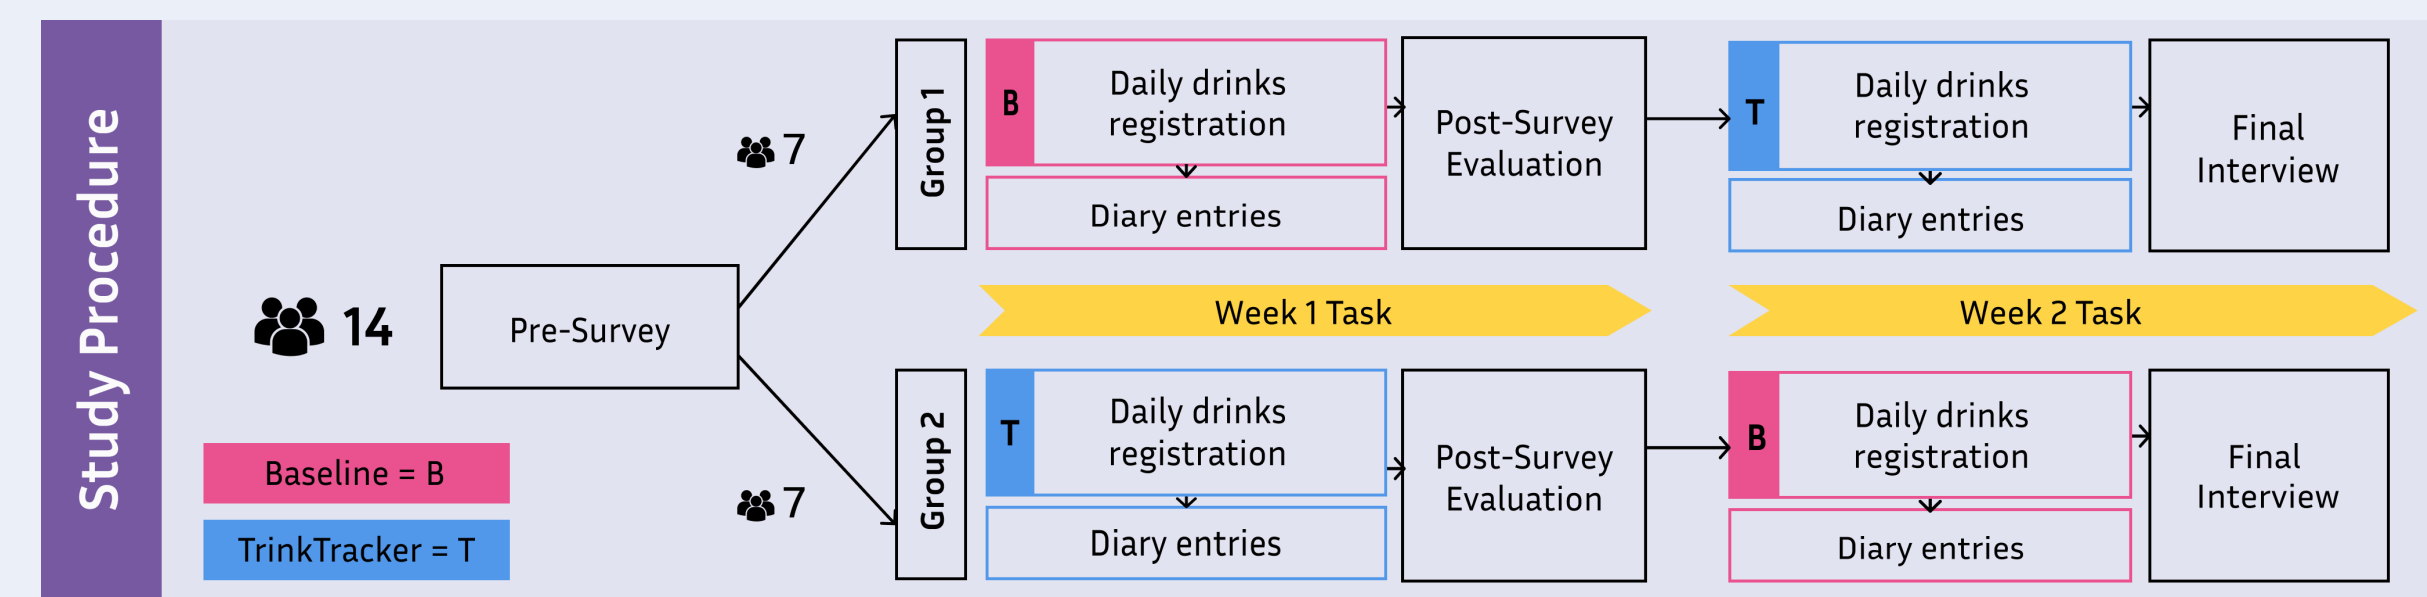 Study Procedure
14
Baseline = B
TrinkTracker = T
Pre-Survey
7
7
Group 1
B
Daily drinks
registration
Diary entries
Post-Survey
Evaluation
T
Daily drinks
registration
Diary entries
Final
Interview
Week 1 Task
Week 2 Task
Group 2
T
Daily drinks
registration
Diary entries
Post-Survey
Evaluation
B
Daily drinks
registration
Diary entries
Final
Interview